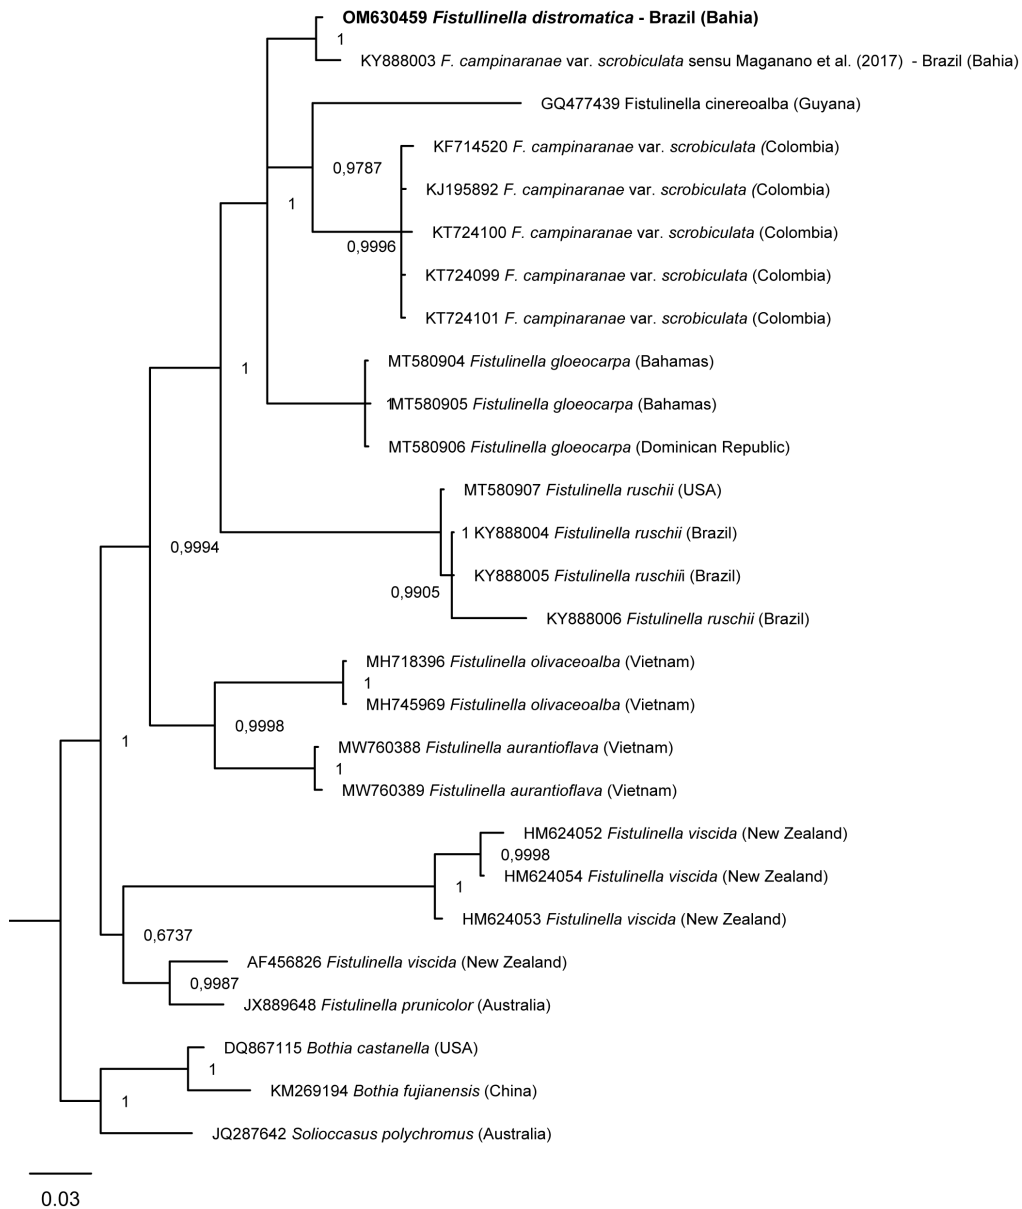 OM630459 Fistullinella distromatica - Brazil (Bahia)
1
KY888003 F. campinaranae var. scrobiculata sensu Maganano et al. (2017) - Brazil (Bahia)
GQ477439 Fistulinella cinereoalba (Guyana)
KF714520 F. campinaranae var. scrobiculata (Colombia)
0,9787
KJ195892 F. campinaranae var. scrobiculata (Colombia)
1
KT724100 F. campinaranae var. scrobiculata (Colombia)
0,9996
KT724099 F. campinaranae var. scrobiculata (Colombia)
KT724101 F. campinaranae var. scrobiculata (Colombia)
MT580904 Fistulinella gloeocarpa (Bahamas)
1
1
MT580905 Fistulinella gloeocarpa (Bahamas)
MT580906 Fistulinella gloeocarpa (Dominican Republic)
MT580907 Fistulinella ruschii (USA)
1 KY888004 Fistulinella ruschii (Brazil)
0,9994
KY888005 Fistulinella ruschiii (Brazil)
0,9905
KY888006 Fistulinella ruschii (Brazil)
MH718396 Fistulinella olivaceoalba (Vietnam)
1
MH745969 Fistulinella olivaceoalba (Vietnam)
0,9998
1
MW760388 Fistulinella aurantioflava (Vietnam)
1
MW760389 Fistulinella aurantioflava (Vietnam)
HM624052 Fistulinella viscida (New Zealand)
0,9998
HM624054 Fistulinella viscida (New Zealand)
1
HM624053 Fistulinella viscida (New Zealand)
0,6737
AF456826 Fistulinella viscida (New Zealand)
0,9987
JX889648 Fistulinella prunicolor (Australia)
DQ867115 Bothia castanella (USA)
1
KM269194 Bothia fujianensis (China)
1
JQ287642 Solioccasus polychromus (Australia)
0.03